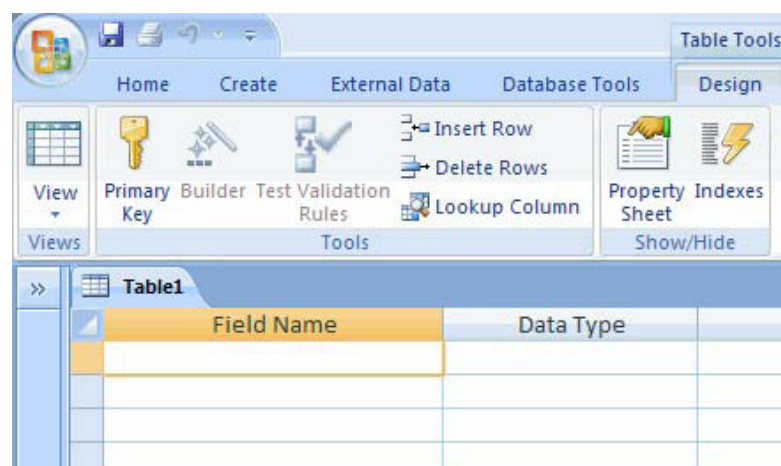 Table Tools
Home Create External Data Database Tools Design
Insert Row
Delete Rows
Lookup Column
View
Primary Key
Builder
Test Validation Rules
Property Sheet
Indexes
Views Tools Show/Hide
» Table1
Field Name Data Type